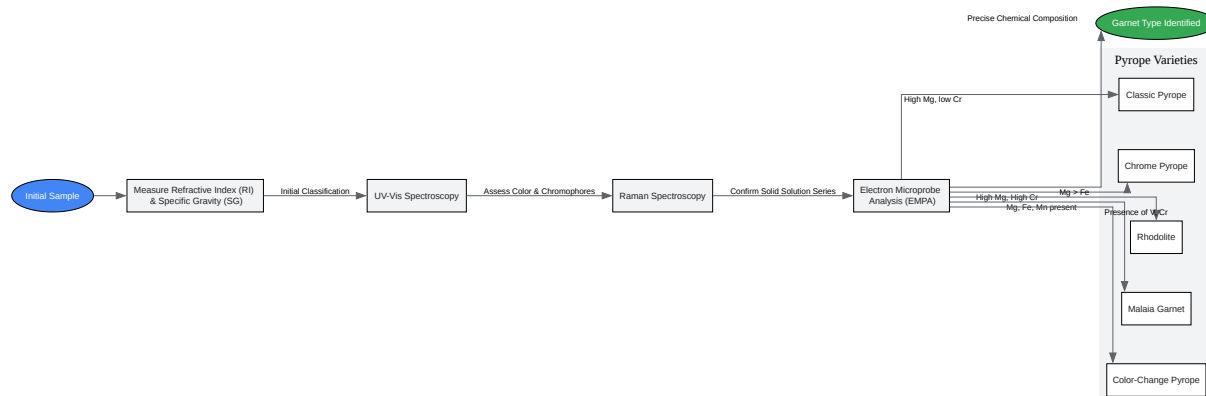 Precise Chemical Composition
Garnet Type Identified
Pyrope Varieties
Classic Pyrope
High Mg, low Cr
Chrome Pyrope
Initial Sample
Measure Refractive Index (RI)
& Specific Gravity (SG)
Initial Classification
UV-Vis Spectroscopy
Assess Color & Chromophores
Raman Spectroscopy
Confirm Solid Solution Series
Electron Microprobe
Analysis (EMPA)
Mg > Fe
High Mg, High Cr
Mg, Fe, Mn present
Presence of V/Cr
Rhodolite
Malaia Garnet
Color-Change Pyrope